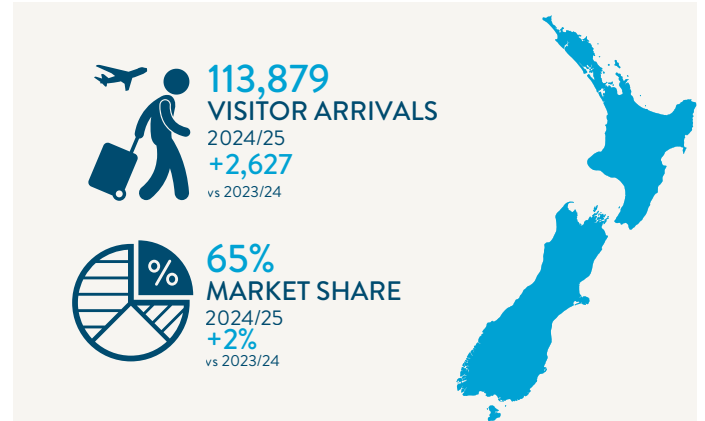 113,879
VISITOR ARRIVALS
2024/25
+2,627
vs 2023/24
%
65%
MARKET SHARE
2024/25
+2%
vs 2023/24